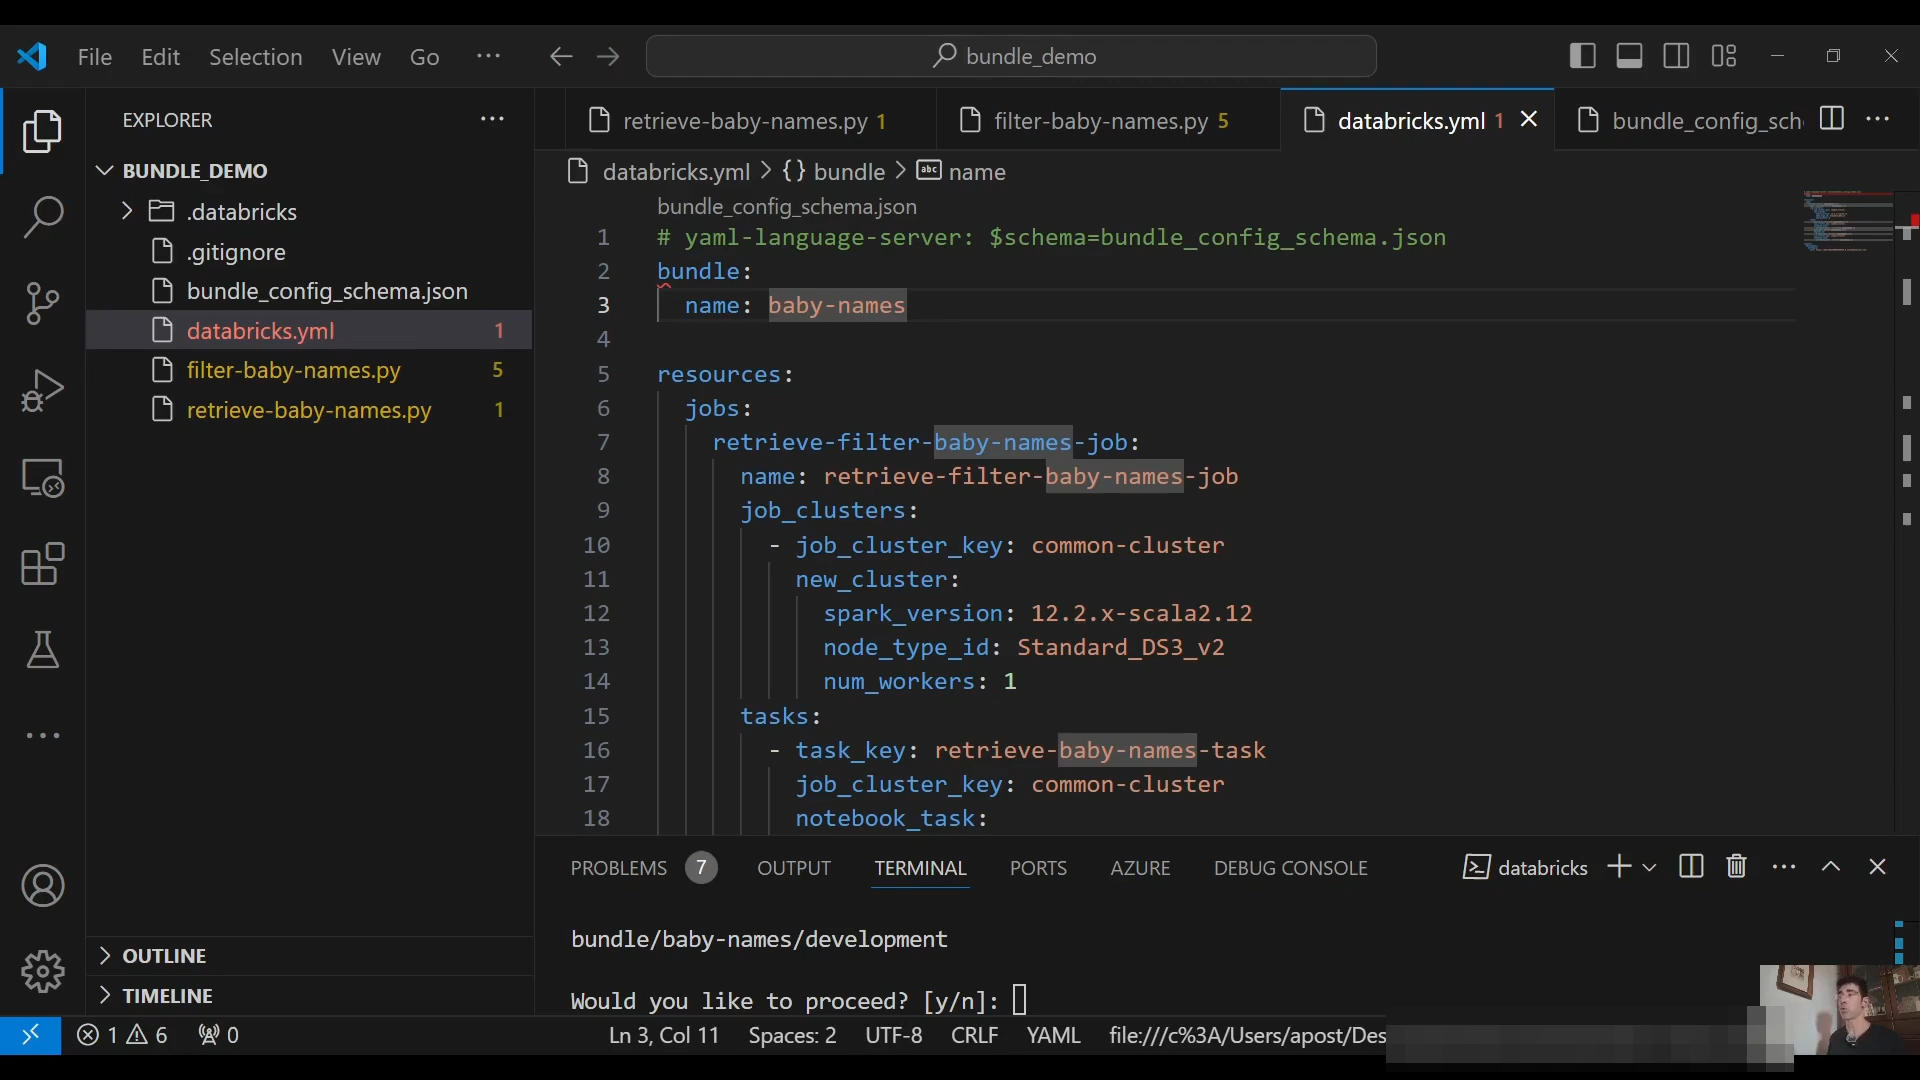 File Edit Selection View Go ··· bundle_demo
EXPLORER ···
BUNDLE_DEMO
.databricks
.gitignore
bundle_config_schema.json
databricks.yml 1
filter-baby-names.py 5
retrieve-baby-names.py 1
OUTLINE
TIMELINE
retrieve-baby-names.py 1 filter-baby-names.py 5 databricks.yml 1 bundle_config_sch
databricks.yml > {} bundle > abc name
bundle_config_schema.json
1 # yaml-language-server: $schema=bundle_config_schema.json
2 bundle:
3 name: baby-names
4
5 resources:
6 jobs:
7 retrieve-filter-baby-names-job:
8 name: retrieve-filter-baby-names-job
9 job_clusters:
10 - job_cluster_key: common-cluster
11 new_cluster:
12 spark_version: 12.2.x-scala2.12
13 node_type_id: Standard_DS3_v2
14 num_workers: 1
15 tasks:
16 - task_key: retrieve-baby-names-task
17 job_cluster_key: common-cluster
18 notebook_task:
PROBLEMS 7 OUTPUT TERMINAL PORTS AZURE DEBUG CONSOLE databricks
bundle/baby-names/development
Would you like to proceed? [y/n]:
1 6 0 Ln 3, Col 11 Spaces: 2 UTF-8 CRLF YAML file:///c%3A/Users/apost/Des